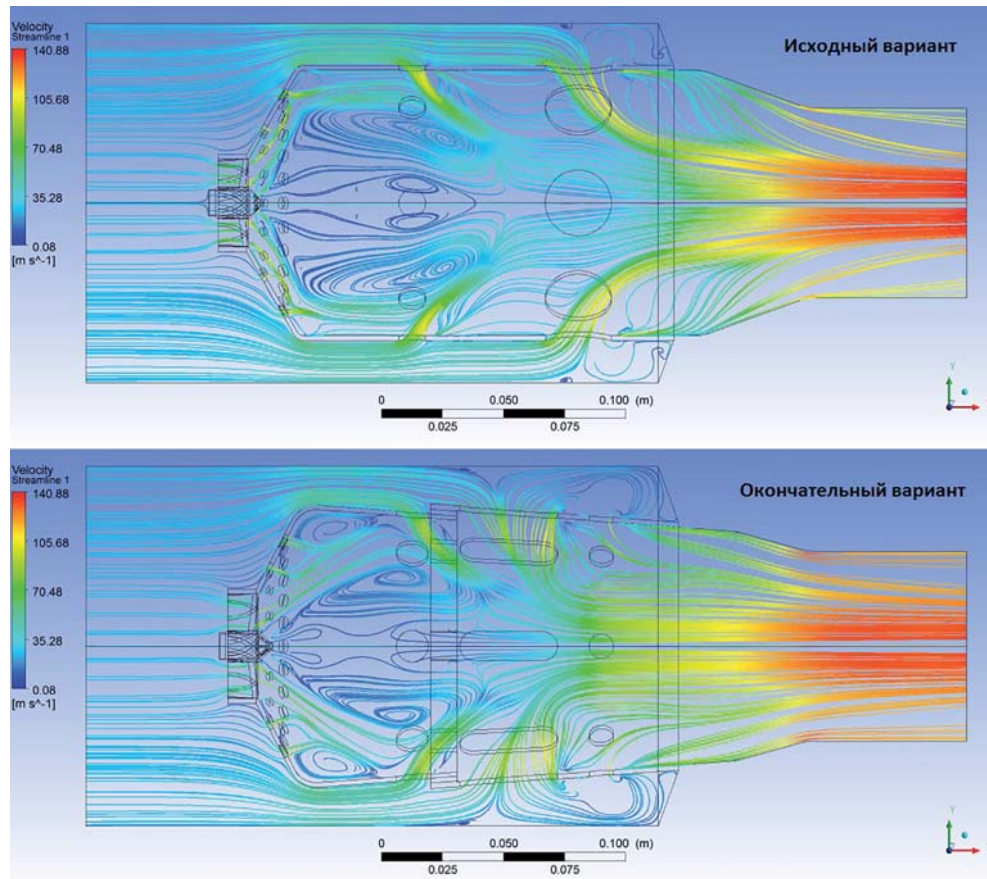 Velocity
Streamline 1
140.88
105.68
70.48
35.28
0.08
[m s^-1]
Исходный вариант
0 0.050 0.100 (m)
0.025 0.075
Y
Velocity
Streamline 1
140.88
105.68
70.48
35.28
0.08
[m s^-1]
Окончательный вариант
0 0.050 0.100 (m)
0.025 0.075
Y